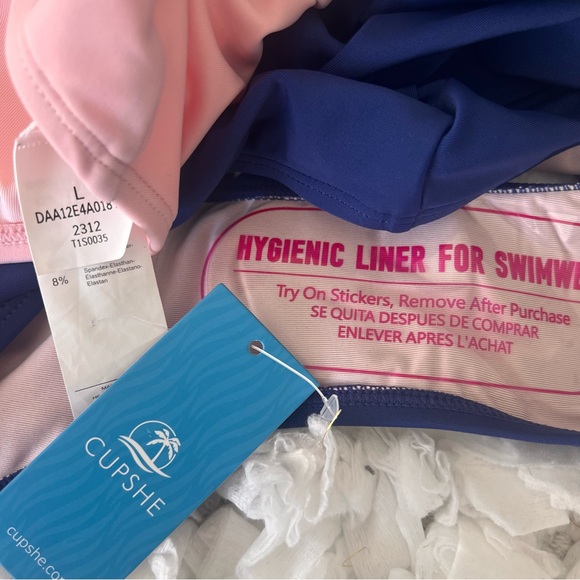 L
DAA12E4A018
2312
T1S0035
8%
Spandex-Elasthan-
Elasthanne-Elastano-
Elastan
HYGIENIC LINER FOR SWIMWE
Try On Stickers, Remove After Purchase
SE QUITA DESPUES DE COMPRAR
ENLEVER APRES L'ACHAT
CUPSHE
cupshe.co